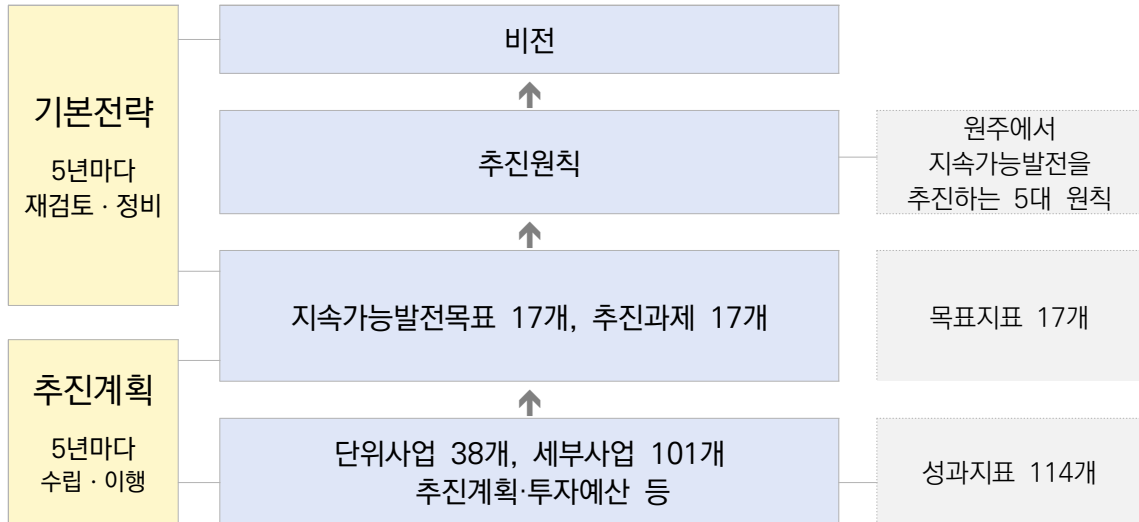 기본전략
5년마다
재검토 · 정비
비전
추진원칙
원주에서
지속가능발전을
추진하는 5대 원칙
지속가능발전목표 17개, 추진과제 17개
목표지표 17개
추진계획
5년마다
수립 · 이행
단위사업 38개, 세부사업 101개
추진계획·투자예산 등
성과지표 114개